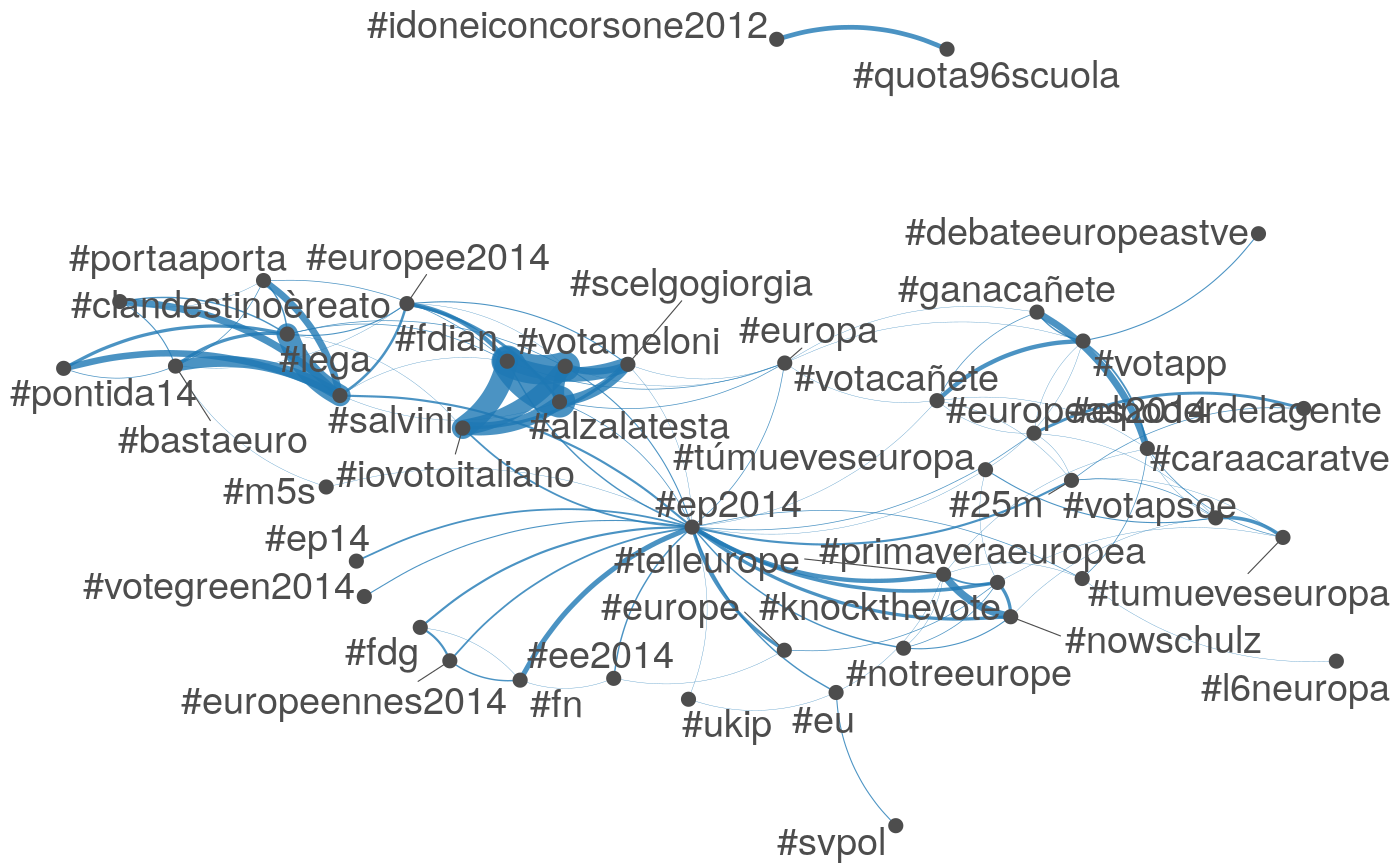 #idoneiconcorsone2012
#quota96scuola
#debateeuropeastve
#portaaporta
#europee2014
#scelgogiorgia
#ganacañete
#clandestinoèreato
#fdian
#votameloni
#europa
#lega
#votapp
#pontida14
#votacañete
#salvini
#alzalatesta
#europeas2014
#elpoderdelagente
#bastaeuro
#iovotoitaliano
#túmueveseuropa
#caraacaratve
#m5s
#ep2014
#25m
#votapsoe
#ep14
#telleurope
#primaveraeuropea
#votegreen2014
#europe
#knockthevote
#tumueveseuropa
#fdg
#ee2014
#nowschulz
#notreeurope
#l6neuropa
#europeennes2014
#fn
#ukip
#eu
#svpol